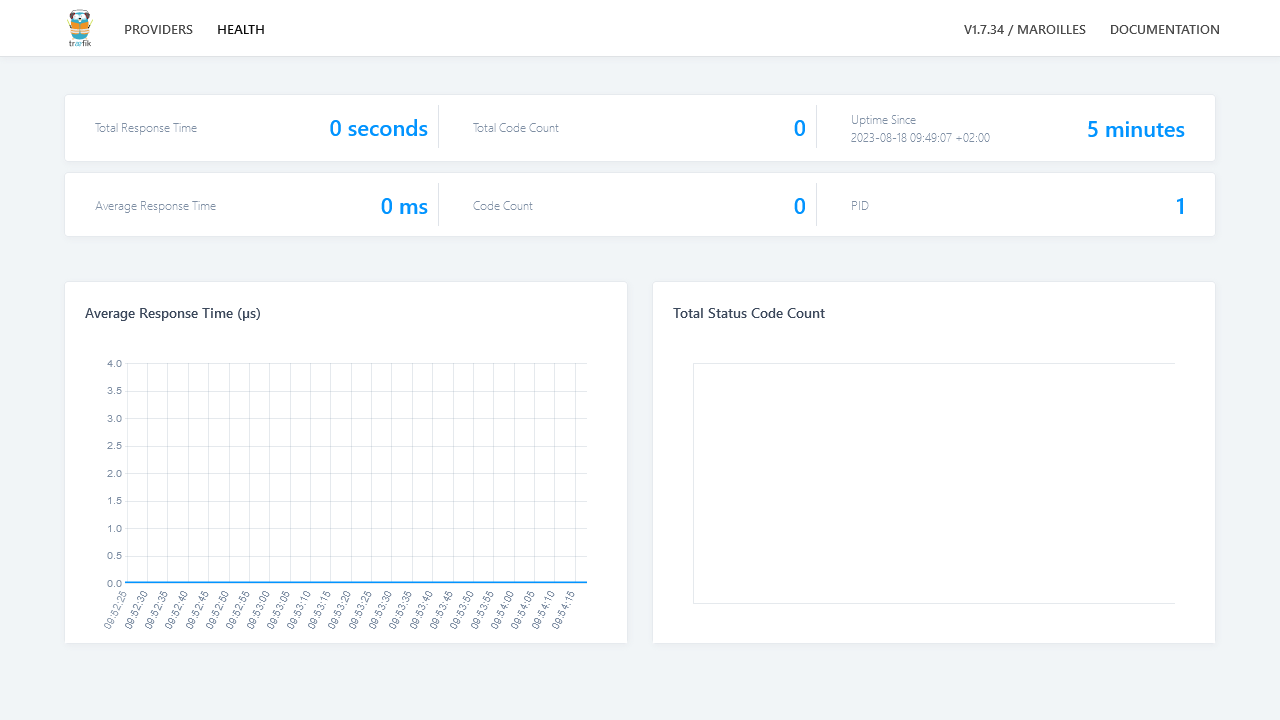 træfik
PROVIDERS
HEALTH
V1.7.34 / MAROILLES
DOCUMENTATION
Total Response Time
0 seconds
Total Code Count
0
Uptime Since
2023-08-18 09:49:07 +02:00
5 minutes
Average Response Time
0 ms
Code Count
0
PID
1
Average Response Time (µs)
4.0
3.5
3.0
2.5
2.0
1.5
1.0
0.5
0.0
09:52:25
09:52:30
09:52:35
09:52:40
09:52:45
09:52:50
09:52:55
09:53:00
09:53:05
09:53:10
09:53:15
09:53:20
09:53:25
09:53:30
09:53:35
09:53:40
09:53:45
09:53:50
09:53:55
09:54:00
09:54:05
09:54:10
09:54:15
Total Status Code Count